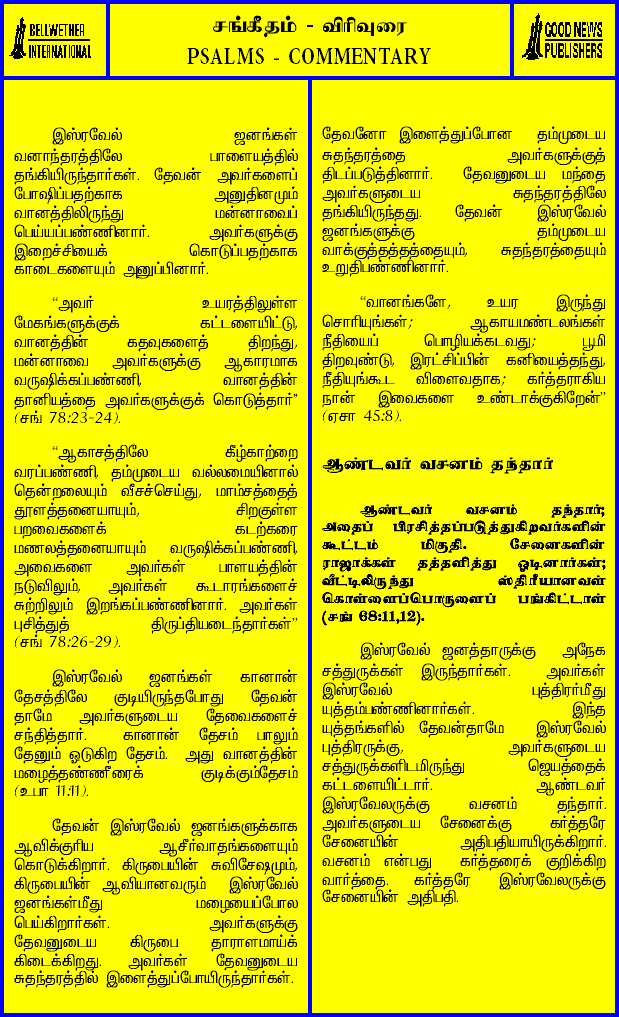 BELLWETHER
INTERNATIONAL
சங்கீதம் - விரிவுரை
PSALMS - COMMENTARY
GOOD NEWS
PUBLISHERS
இஸ்ரவேல் ஜனங்கள்
வனாந்தரத்திலே பாளையத்தில்
தங்கியிருந்தார்கள். தேவன் அவர்களைப்
போஷிப்பதற்காக அனுதினமும்
வானத்திலிருந்து மன்னாவைப்
பெய்யப்பண்ணினார். அவர்களுக்கு
இறைச்சியைக் கொடுப்பதற்காக
காடைகளையும் அனுப்பினார்.
“அவர் உயரத்திலுள்ள
மேகங்களுக்குக் கட்டளையிட்டு,
வானத்தின் கதவுகளைத் திறந்து,
மன்னாவை அவர்களுக்கு ஆகாரமாக
வருஷிக்கப்பண்ணி, வானத்தின்
தானியத்தை அவர்களுக்குக் கொடுத்தார்”
(சங் 78:23-24).
“ஆகாசத்திலே கீழ்காற்றை
வரப்பண்ணி, தம்முடைய வல்லமையினால்
தென்றலையும் வீசச்செய்து, மாம்சத்தைத்
தூளத்தனையாயும், சிறகுள்ள
பறவைகளைக் கடற்கரை
மணலத்தனையாயும் வருஷிக்கப்பண்ணி,
அவைகளை அவர்கள் பாளயத்தின்
நடுவிலும், அவர்கள் கூடாரங்களைச்
சுற்றிலும் இறங்கப்பண்ணினார். அவர்கள்
புசித்துத் திருப்தியடைந்தார்கள்”
(சங் 78:26-29).
இஸ்ரவேல் ஜனங்கள் கானான்
தேசத்திலே குடியிருந்தபோது தேவன்
தாமே அவர்களுடைய தேவைகளைச்
சந்தித்தார். கானான் தேசம் பாலும்
தேனும் ஓடுகிற தேசம். அது வானத்தின்
மழைத்தண்ணீரைக் குடிக்கும்தேசம்
(உபா 11:11).
தேவன் இஸ்ரவேல் ஜனங்களுக்காக
ஆவிக்குரிய ஆசீர்வாதங்களையும்
கொடுக்கிறார். கிருபையின் சுவிசேஷமும்,
கிருபையின் ஆவியானவரும் இஸ்ரவேல்
ஜனங்கள்மீது மழையைப்போல
பெய்கிறார்கள். அவர்களுக்கு
தேவனுடைய கிருபை தாராளமாய்க்
கிடைக்கிறது. அவர்கள் தேவனுடைய
சுதந்தரத்தில் இளைத்துப்போயிருந்தார்கள்.
தேவனோ இளைத்துப்போன தம்முடைய
சுதந்தரத்தை அவர்களுக்குத்
திடப்படுத்தினார். தேவனுடைய மந்தை
அவர்களுடைய சுதந்தரத்திலே
தங்கியிருந்தது. தேவன் இஸ்ரவேல்
ஜனங்களுக்கு தம்முடைய
வாக்குத்தத்தத்தையும், சுதந்தரத்தையும்
உறுதிபண்ணினார்.
“வானங்களே, உயர இருந்து
சொரியுங்கள்; ஆகாயமண்டலங்கள்
நீதியைப் பொழியக்கடவது; பூமி
திறவுண்டு, இரட்சிப்பின் கனியைத்தந்து,
நீதியுங்கூட விளைவதாக; கர்த்தராகிய
நான் இவைகளை உண்டாக்குகிறேன்”
(ஏசா 45:8).
ஆண்டவர் வசனம் தந்தார்
ஆண்டவர் வசனம் தந்தார்;
அதைப் பிரசித்தப்படுத்துகிறவர்களின்
கூட்டம் மிகுதி. சேனைகளின்
ராஜாக்கள் தத்தளித்து ஓடினார்கள்;
வீட்டிலிருந்து ஸ்திரீயானவள்
கொள்ளைப்பொருளைப் பங்கிட்டாள்
(சங் 68:11,12).
இஸ்ரவேல் ஜனத்தாருக்கு அநேக
சத்துருக்கள் இருந்தார்கள். அவர்கள்
இஸ்ரவேல் புத்திரர்மீது
யுத்தம்பண்ணினார்கள். இந்த
யுத்தங்களில் தேவன்தாமே இஸ்ரவேல்
புத்திரருக்கு, அவர்களுடைய
சத்துருக்களிடமிருந்து ஜெயத்தைக்
கட்டளையிட்டார். ஆண்டவர்
இஸ்ரவேலருக்கு வசனம் தந்தார்.
அவர்களுடைய சேனைக்கு கர்த்தரே
சேனையின் அதிபதியாயிருக்கிறார்.
வசனம் என்பது கர்த்தரைக் குறிக்கிற
வார்த்தை. கர்த்தரே இஸ்ரவேலருக்கு
சேனையின் அதிபதி.